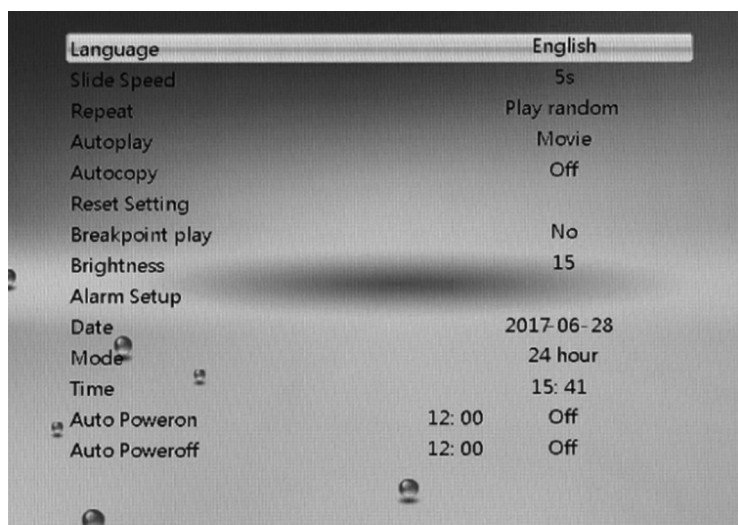 Language English
Slide Speed 5s
Repeat Play random
Autoplay Movie
Autocopy Off
Reset Setting
Breakpoint play No
Brightness 15
Alarm Setup
Date 2017-06-28
Mode 24 hour
Time 15: 41
Auto Poweron 12: 00 Off
Auto Poweroff 12: 00 Off